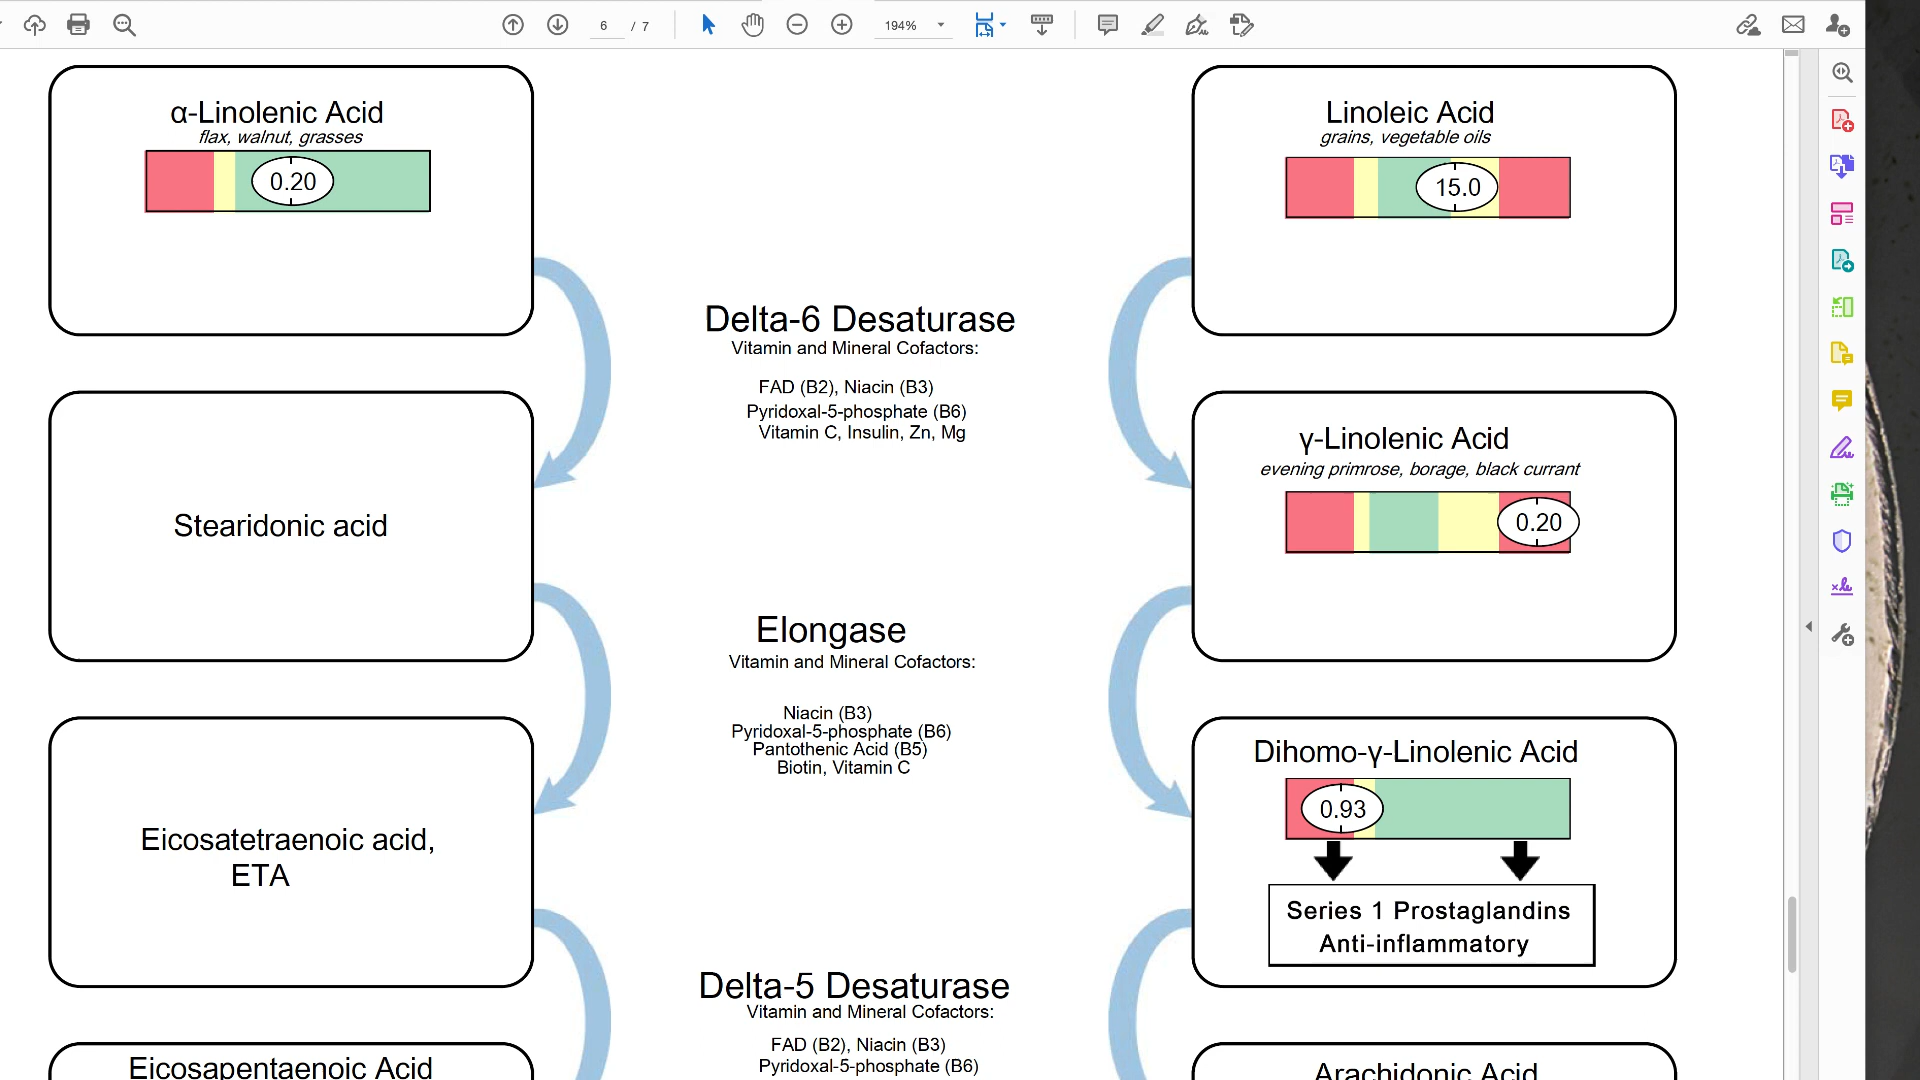 6 / 7
194%
α-Linolenic Acid
flax, walnut, grasses
0.20
Linoleic Acid
grains, vegetable oils
15.0
Delta-6 Desaturase
Vitamin and Mineral Cofactors:
FAD (B2), Niacin (B3)
Pyridoxal-5-phosphate (B6)
Vitamin C, Insulin, Zn, Mg
Stearidonic acid
γ-Linolenic Acid
evening primrose, borage, black currant
0.20
Elongase
Vitamin and Mineral Cofactors:
Niacin (B3)
Pyridoxal-5-phosphate (B6)
Pantothenic Acid (B5)
Biotin, Vitamin C
Eicosatetraenoic acid,
ETA
Dihomo-γ-Linolenic Acid
0.93
Series 1 Prostaglandins
Anti-inflammatory
Delta-5 Desaturase
Vitamin and Mineral Cofactors:
FAD (B2), Niacin (B3)
Pyridoxal-5-phosphate (B6)
Eicosapentaenoic Acid
Arachidonic Acid